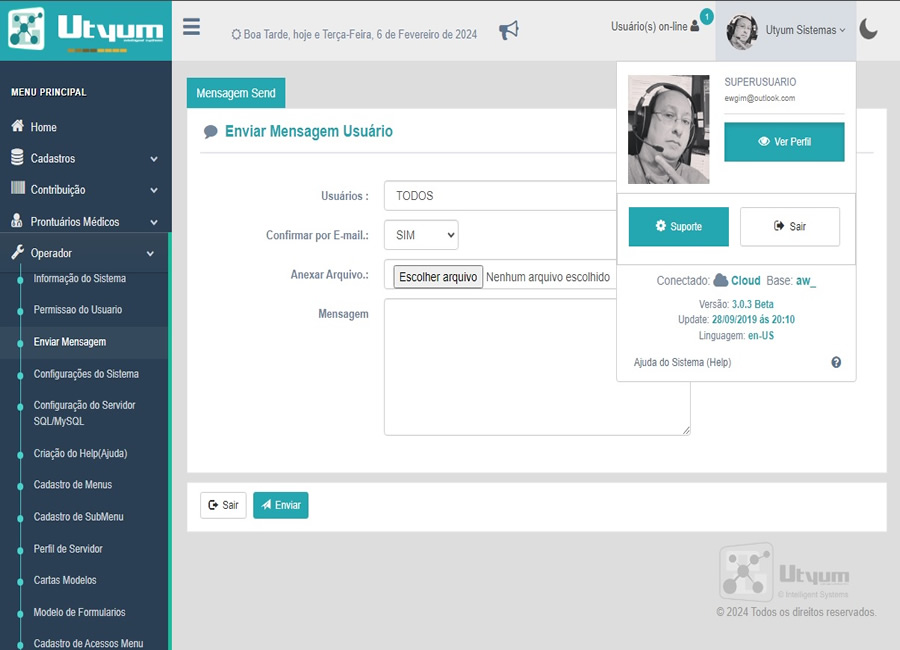 Utyum
Intelligent Systems
MENU PRINCIPAL
Home
Cadastros
Contribuição
Prontuários Médicos
Operador
Informação do Sistema
Permissao do Usuario
Enviar Mensagem
Configurações do Sistema
Configuração do Servidor
SQL/MySQL
Criação do Help(Ajuda)
Cadastro de Menus
Cadastro de SubMenu
Perfil de Servidor
Cartas Modelos
Modelo de Formularios
Cadastro de Acessos Menu
Boa Tarde, hoje e Terça-Feira, 6 de Fevereiro de 2024
Usuário(s) on-line 1
Utyum Sistemas
Mensagem Send
Enviar Mensagem Usuário
Usuários :
TODOS
Confirmar por E-mail.:
SIM
Anexar Arquivo.:
Escolher arquivo Nenhum arquivo escolhido
Mensagem
Sair
Enviar
SUPERUSUARIO
ewgim@outlook.com
Ver Perfil
Suporte
Sair
Conectado: Cloud Base: aw_
Versão: 3.0.3 Beta
Update: 28/09/2019 ás 20:10
Linguagem: en-US
Ajuda do Sistema (Help)
Utyum
© Inteligent Systems
© 2024 Todos os direitos reservados.